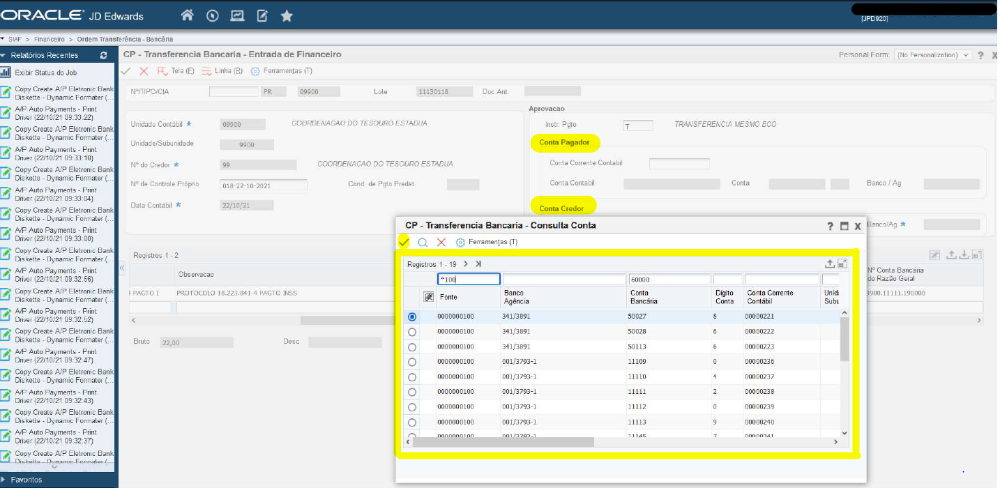 ORACLE® JD Edwards
[JPD920]
SIAF > Financeiro > Ordem Transferência - Bancária
Relatórios Recentes
Exibir Status do Job
Copy Create A/P Eletronic Bank
Diskette - Dynamic Formater (...
A/P Auto Payments - Print
Driver (22/10/21 09.33.22)
Copy Create A/P Eletronic Bank
Diskette - Dynamic Formater (...
A/P Auto Payments - Print
Driver (22/10/21 09:33:10)
Copy Create A/P Eletronic Bank
Diskette - Dynamic Formater (...
A/P Auto Payments - Print
Driver (22/10/21 09:33:04)
Copy Create A/P Eletronic Bank
Diskette - Dynamic Formater (...
A/P Auto Payments - Print
Driver (22/10/21 09.33.00)
Copy Create A/P Eletronic Bank
Diskette - Dynamic Formater (...
A/P Auto Payments - Print
Driver (22/10/21 09:32:56)
Copy Create A/P Eletronic Bank
Diskette - Dynamic Formater (...
A/P Auto Payments - Print
Driver (22/10/21 09:32:52)
Copy Create A/P Eletronic Bank
Diskette - Dynamic Formater (...
A/P Auto Payments - Print
Driver (22/10/21 09:32:47)
Copy Create A/P Eletronic Bank
Diskette - Dynamic Formater (...
A/P Auto Payments - Print
Driver (22/10/21 09:32:43)
Copy Create A/P Eletronic Bank
Diskette - Dynamic Formater (...
A/P Auto Payments - Print
Driver (22/10/21 09:32:37)
Copy Create A/P Eletronic Bank
Diskette - Dynamic Formater (...
Favoritos
CP - Transferencia Bancaria - Entrada de Financeiro
Personal Form: (No Personalization)
Tela (F) Linha (R) Ferramentas (T)
Nº/TIPO/CIA PR 09900 Lote 11130118 Doc Ant.
Unidade Contábil * 09900 COORDENACAO DO TESOURO ESTADUA
Unidade/Subunidade 9900
Nº do Credor * 99 COORDENACAO DO TESOURO ESTADUA
Nº de Controle Próprio 018-22-10-2021 Cond. de Pgto Predet.
Data Contábil * 22/10/21
Aprovacao
Instr. Pgto T TRANSFERENCIA MESMO BCO
Conta Pagador
Conta Corrente Contabil
Conta Contabil Conta Banco / Ag
Conta Credor
Banco/Ag *
Registros 1 - 2
Observacao
Nº Conta Bancária
do Razão Geral
PAGTO I PROTOCOLO 18.223.841-4 PAGTO INSS 9900.11111.190000
Bruto 22,00 Desc
CP - Transferencia Bancaria - Consulta Conta
Ferramentas (T)
Registros 1 - 19
*100 60000
Fonte Banco Agência Conta Bancária Dígito Conta Conta Corrente Contábil Unid Subu
0000000100 341/3891 50027 8 00000221
0000000100 341/3891 50028 6 00000222
0000000100 341/3891 50113 6 00000223
0000000100 001/3793-1 11109 0 00000236
0000000100 001/3793-1 11110 4 00000237
0000000100 001/3793-1 11111 2 00000238
0000000100 001/3793-1 11112 0 00000239
0000000100 001/3793-1 11113 9 00000240
0000000100 001/3793-1 11145 7 00000241